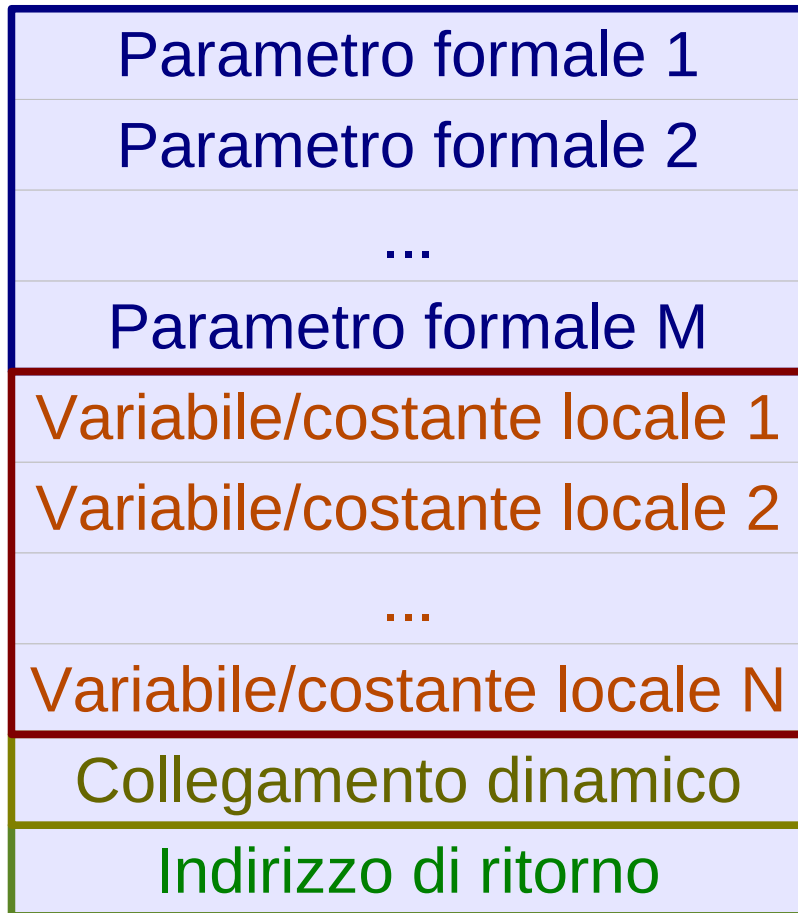 Parametro formale 1
Parametro formale 2
...
Parametro formale M
Variabile/costante locale 1
Variabile/costante locale 2
...
Variabile/costante locale N
Collegamento dinamico
Indirizzo di ritorno